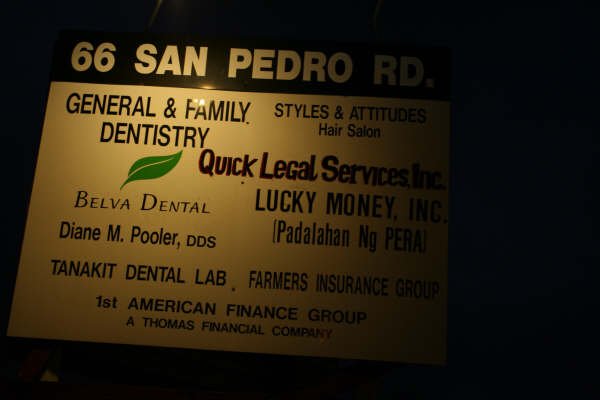 66 SAN PEDRO RD.
GENERAL & FAMILY
DENTISTRY
BELVA DENTAL
Diane M. Pooler, DDS
STYLES & ATTITUDES
Hair Salon
QUICK LEGAL SERVICES, INC.
LUCKY MONEY, INC.
(Padalahan Ng PERA)
TANAKIT DENTAL LAB.
FARMERS INSURANCE GROUP
1st AMERICAN FINANCE GROUP
A THOMAS FINANCIAL COMPANY